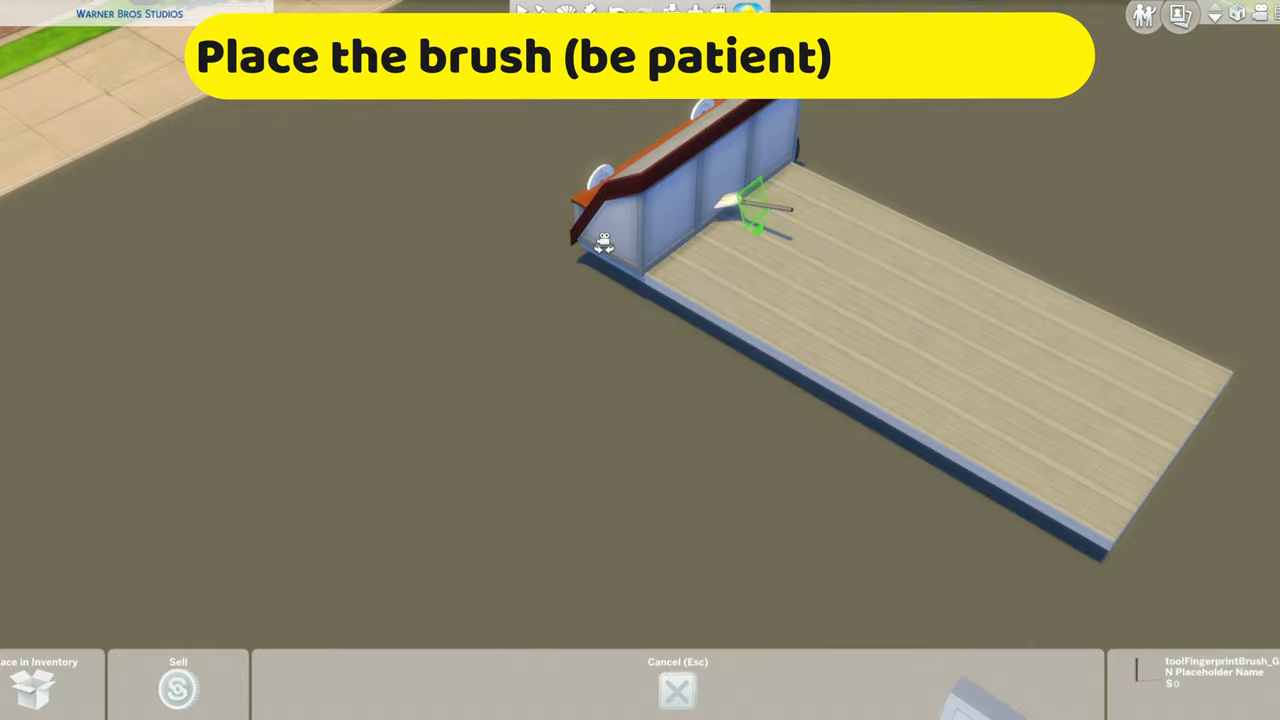 Warner Bros Studios
Place the brush (be patient)
ace in Inventory
Sell
Cancel (Esc)
toolFingerprintBrush_G
N Placeholder Name
$0